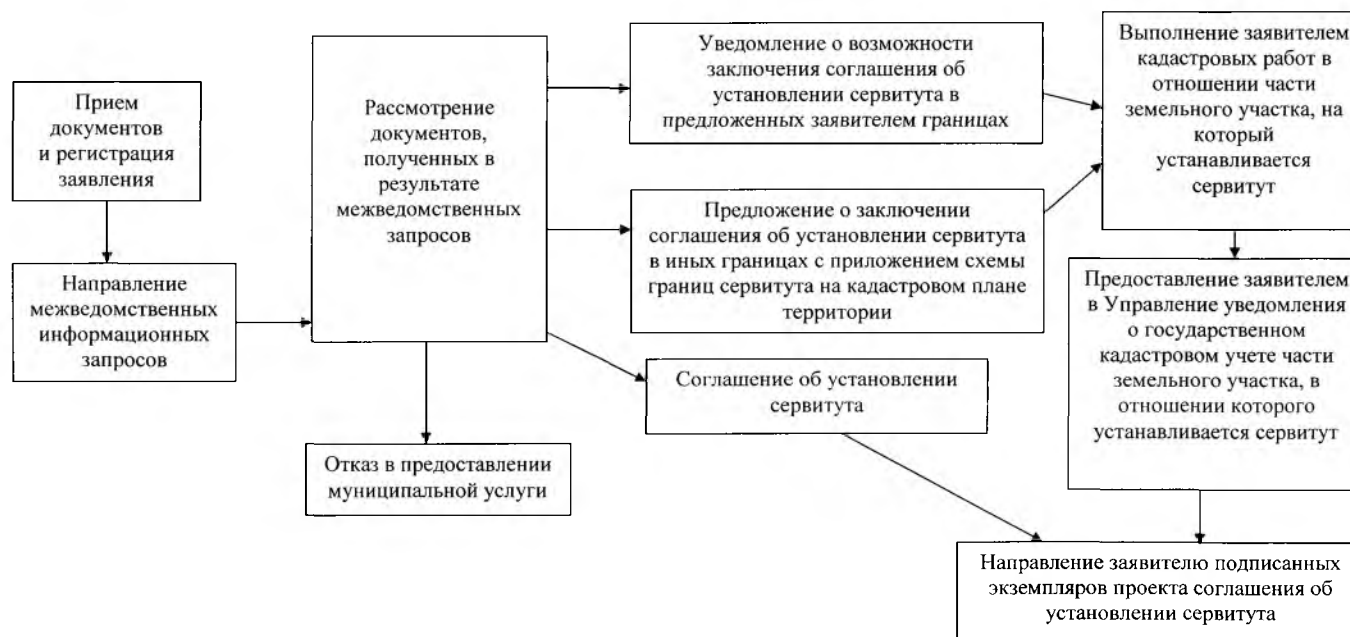 Прием
документов
и регистрация
заявления
Направление
межведомственных
информационных
запросов
Рассмотрение
документов,
полученных в
результате
межведомственных
запросов
Отказ в предоставлении
муниципальной услуги
Уведомление о возможности
заключения соглашения об
установлении сервитута в
предложенных заявителем границах
Предложение о заключении
соглашения об установлении сервитута
в иных границах с приложением схемы
границ сервитута на кадастровом плане
территории
Соглашение об установлении
сервитута
Выполнение заявителем
кадастровых работ в
отношении части
земельного участка, на
который
устанавливается
сервитут
Предоставление заявителем
в Управление уведомления
о государственном
кадастровом учете части
земельного участка, в
отношении которого
устанавливается сервитут
Направление заявителю подписанных
экземпляров проекта соглашения об
установлении сервитута